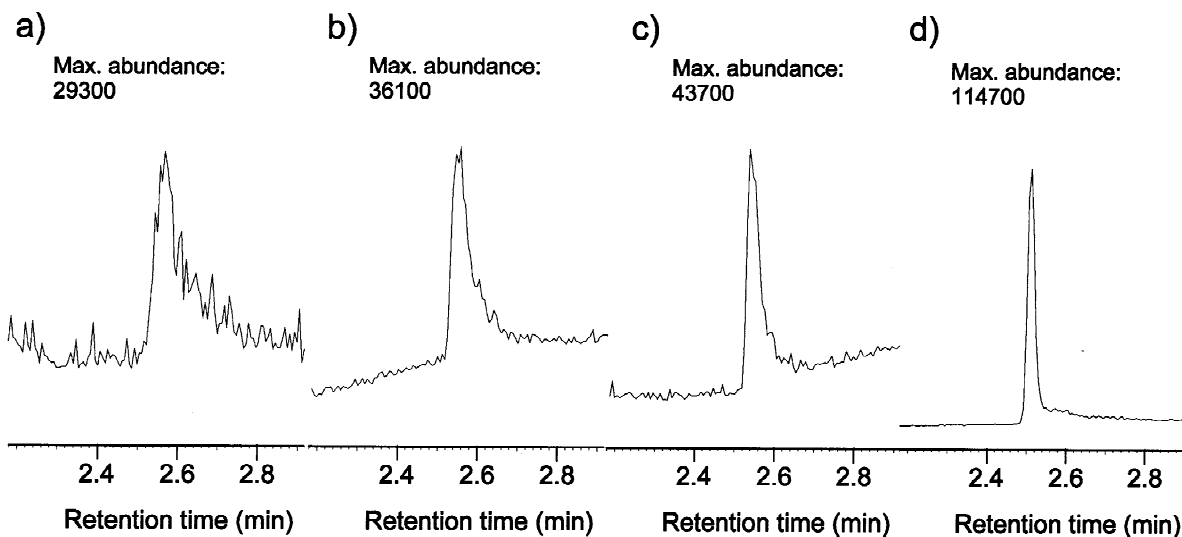 a)
Max. abundance:
29300
2.4 2.6 2.8
Retention time (min)
b)
Max. abundance:
36100
2.4 2.6 2.8
Retention time (min)
c)
Max. abundance:
43700
2.4 2.6 2.8
Retention time (min)
d)
Max. abundance:
114700
2.4 2.6 2.8
Retention time (min)